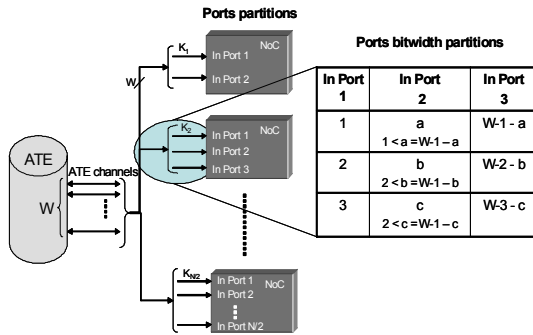 Ports partitions
K1
NoC
In Port 1
In Port 2
W
Ports bitwidth partitions
In Port 1
In Port 2
In Port 3
1
a
1 < a = W-1 – a
W-1 - a
2
b
2 < b = W-1 – b
W-2 - b
3
c
2 < c = W-1 – c
W-3 - c
K2
NoC
In Port 1
In Port 2
In Port 3
ATE
ATE channels
W
KN/2
In Port 1
NoC
In Port 2
In Port N/2